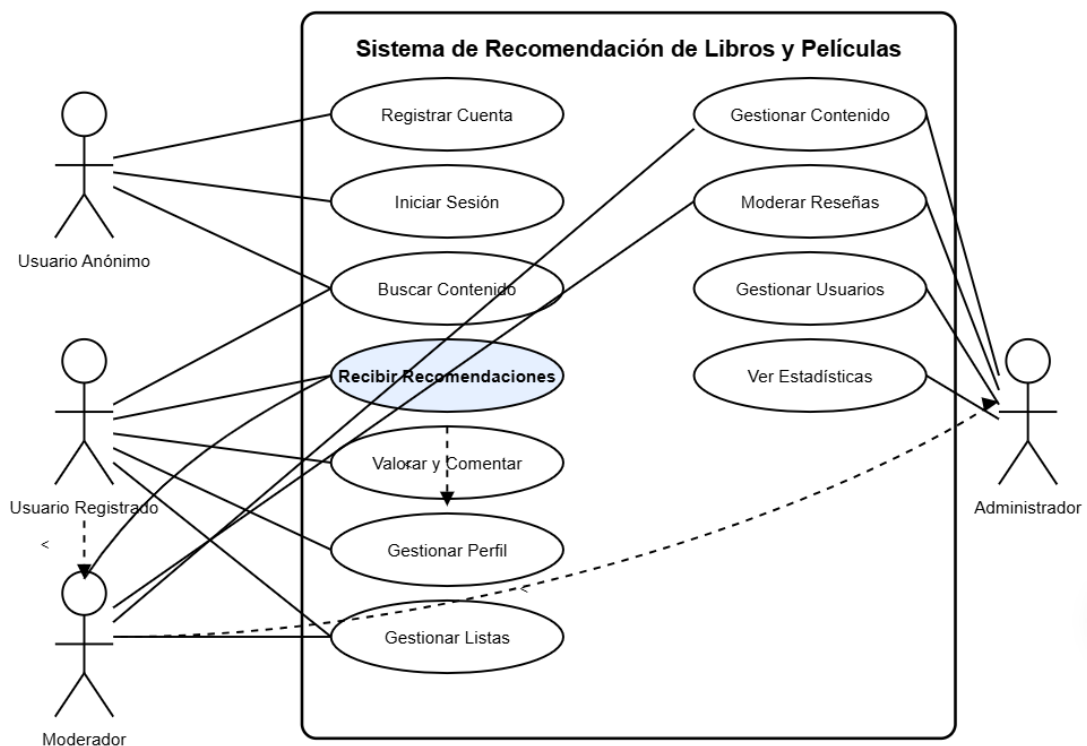 Sistema de Recomendación de Libros y Películas
Registrar Cuenta
Gestionar Contenido
Iniciar Sesión
Moderar Reseñas
Usuario Anónimo
Buscar Contenido
Gestionar Usuarios
Recibir Recomendaciones
Ver Estadísticas
Valorar y Comentar
<
Usuario Registrado
Administrador
<
Gestionar Perfil
<
Gestionar Listas
Moderador